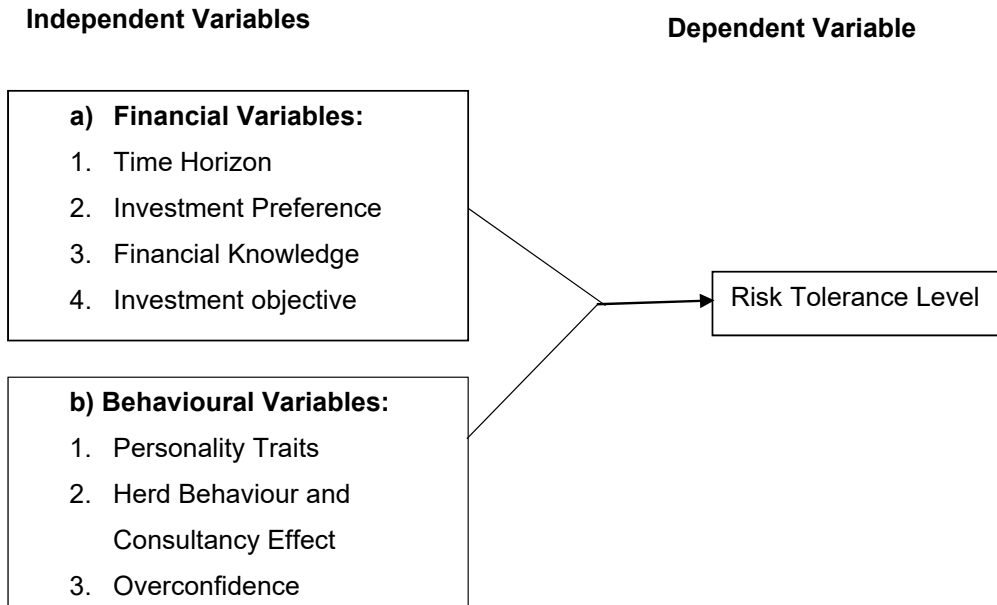 Independent Variables
Dependent Variable
a) Financial Variables:
1. Time Horizon
2. Investment Preference
3. Financial Knowledge
4. Investment objective
Risk Tolerance Level
b) Behavioural Variables:
1. Personality Traits
2. Herd Behaviour and
Consultancy Effect
3. Overconfidence